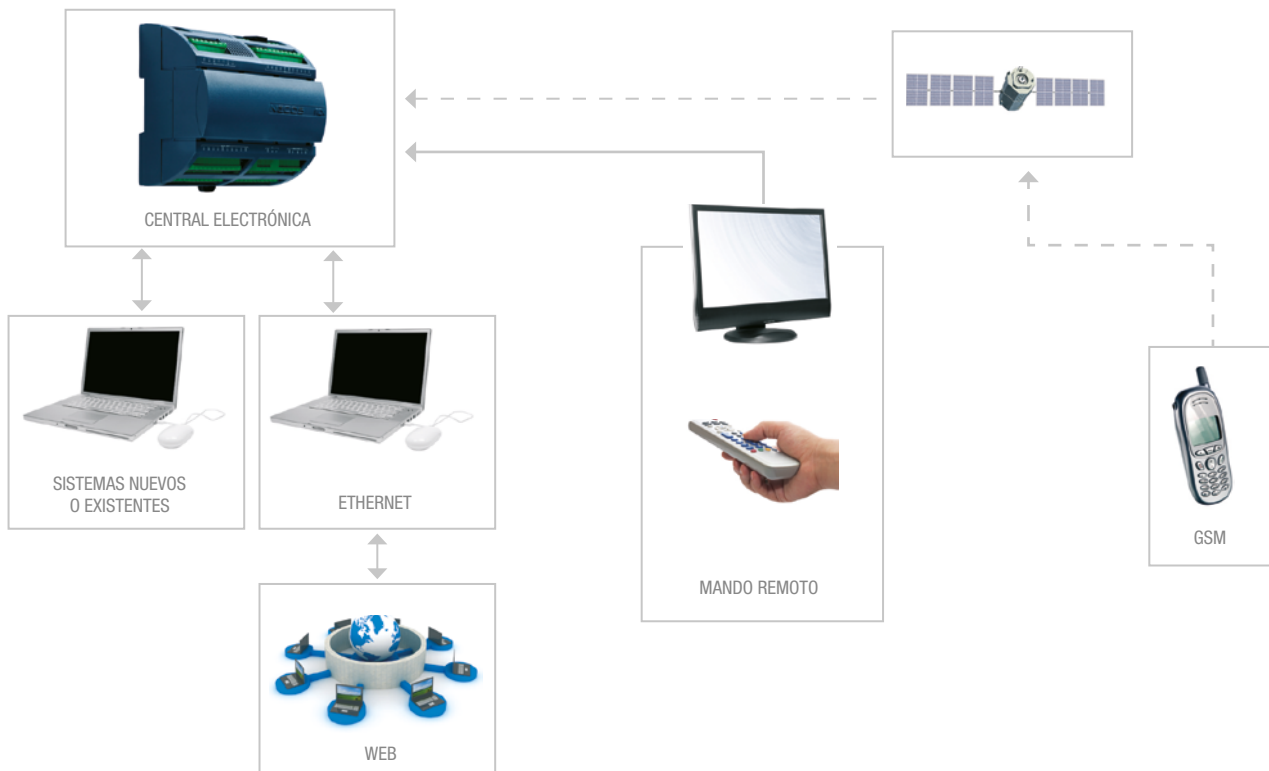 CENTRAL ELECTRÓNICA
SISTEMAS NUEVOS
O EXISTENTES
ETHERNET
MANDO REMOTO
GSM
WEB